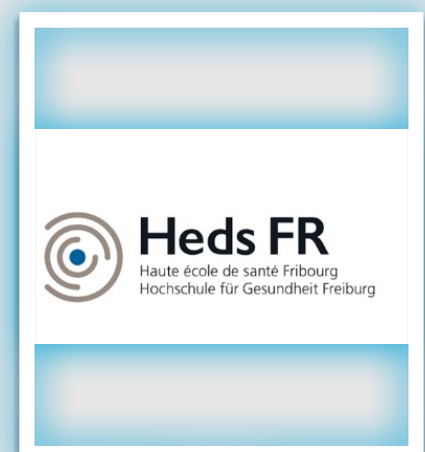 Heds FR
Haute école de santé Fribourg
Hochschule für Gesundheit Freiburg